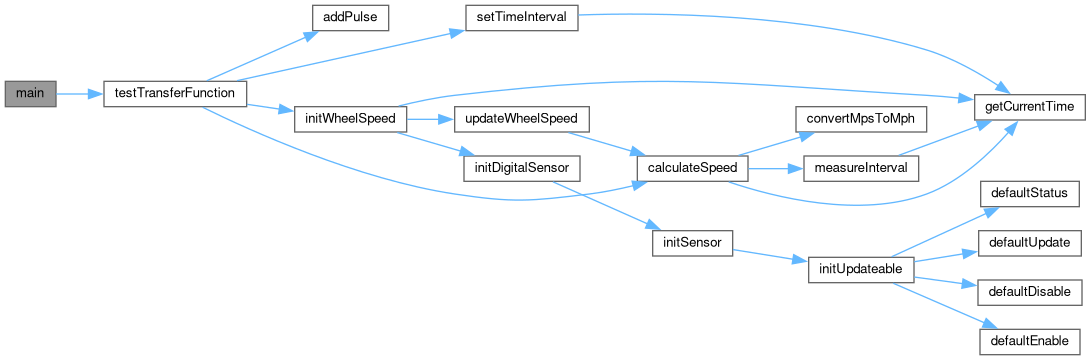 main
testTransferFunction
addPulse
setTimeInterval
initWheelSpeed
updateWheelSpeed
initDigitalSensor
calculateSpeed
initSensor
convertMpsToMph
measureInterval
initUpdateable
getCurrentTime
defaultStatus
defaultUpdate
defaultDisable
defaultEnable